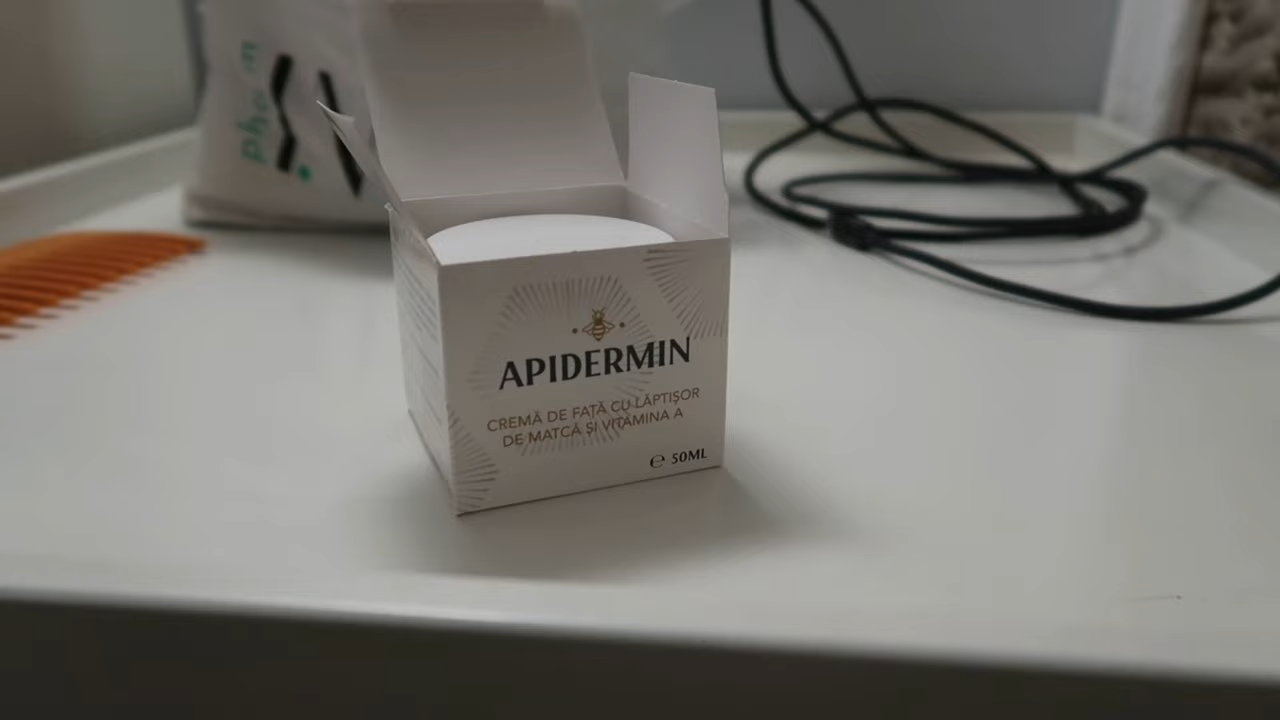 APIDERMIN
CREMĂ DE FAȚĂ CU LĂPTIȘOR
DE MATCĂ ȘI VITAMINA A
℮ 50ML